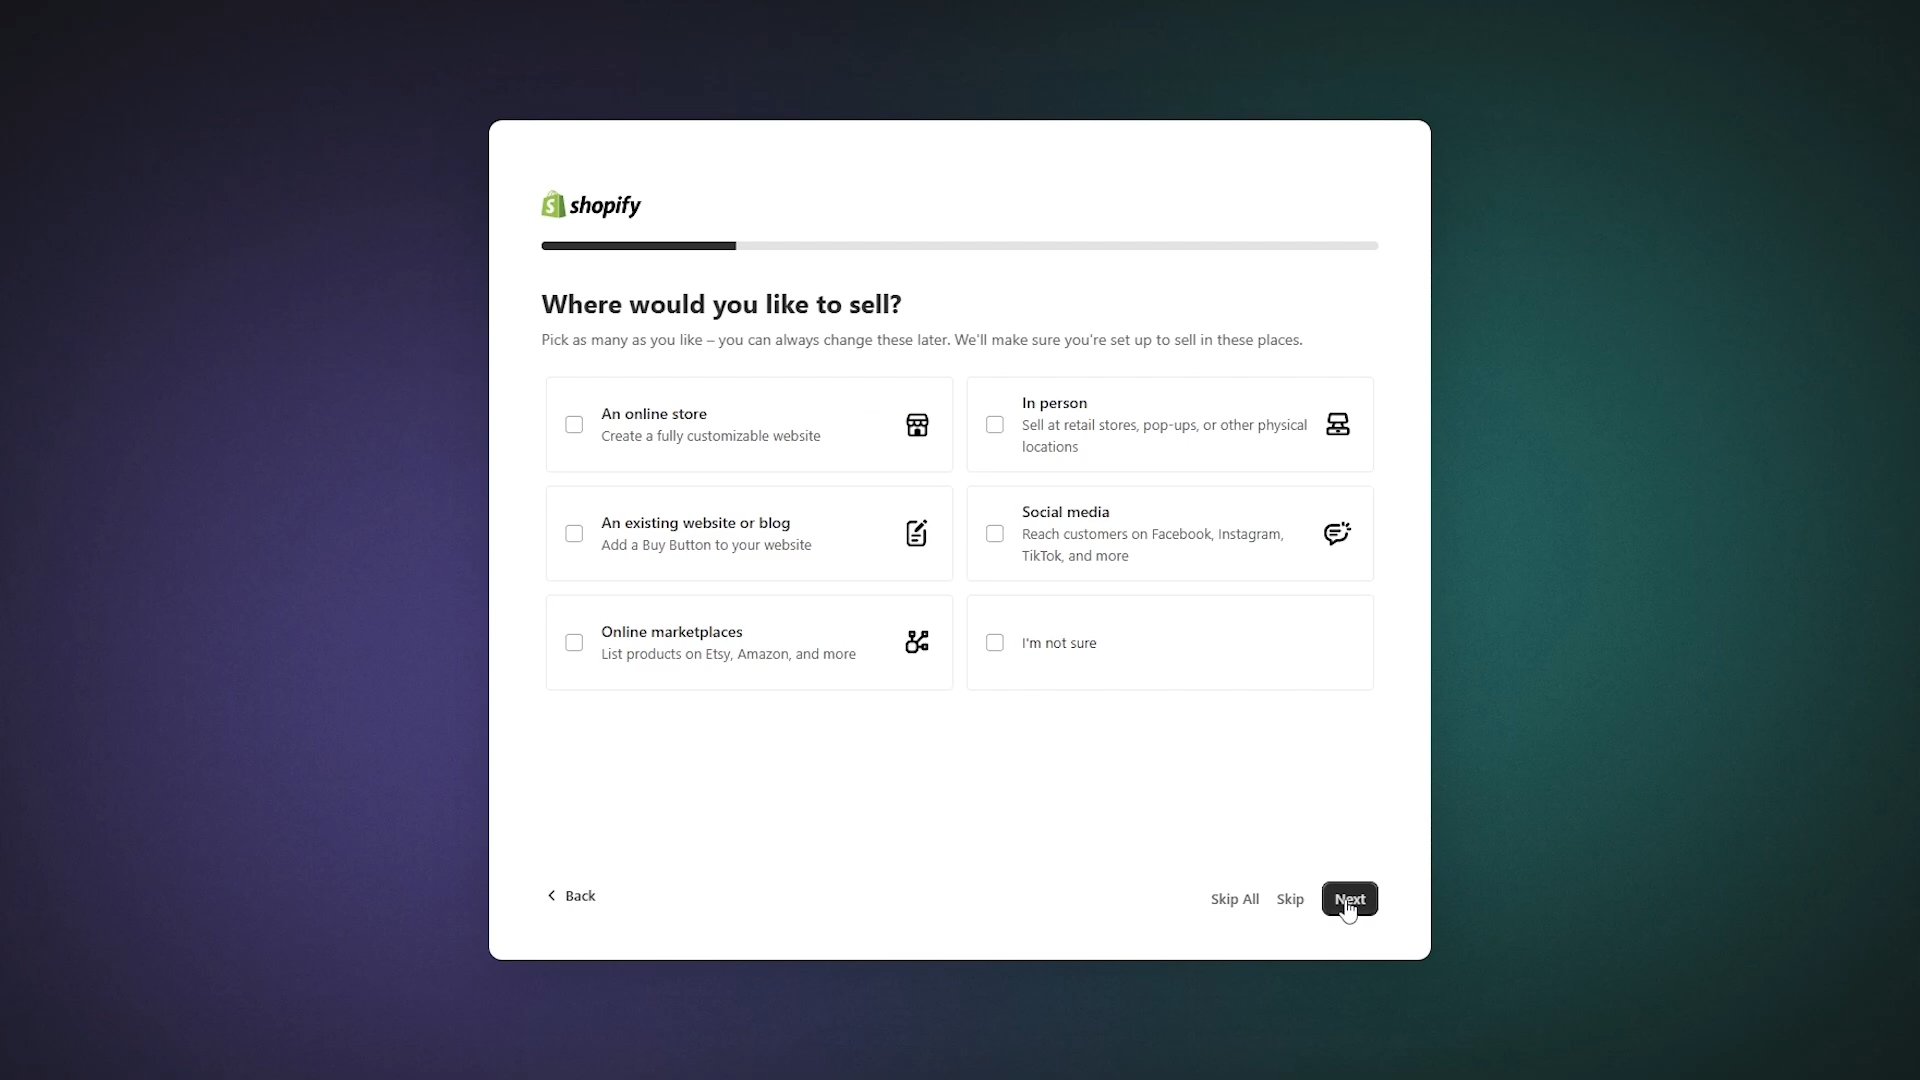 shopify
Where would you like to sell?
Pick as many as you like – you can always change these later. We'll make sure you're set up to sell in these places.
An online store
Create a fully customizable website
In person
Sell at retail stores, pop-ups, or other physical
locations
An existing website or blog
Add a Buy Button to your website
Social media
Reach customers on Facebook, Instagram,
TikTok, and more
Online marketplaces
List products on Etsy, Amazon, and more
I'm not sure
Back
Skip All
Skip
Next